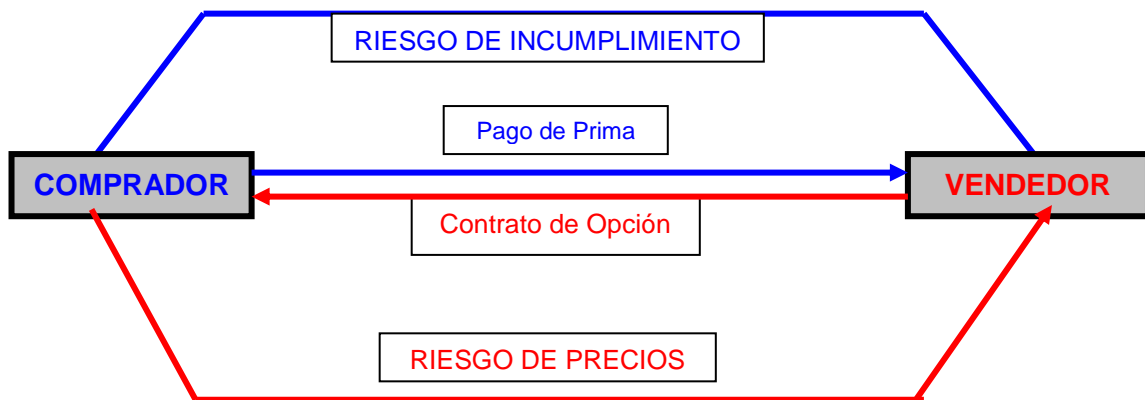 RIESGO DE INCUMPLIMIENTO
Pago de Prima
COMPRADOR
VENDEDOR
Contrato de Opción
RIESGO DE PRECIOS